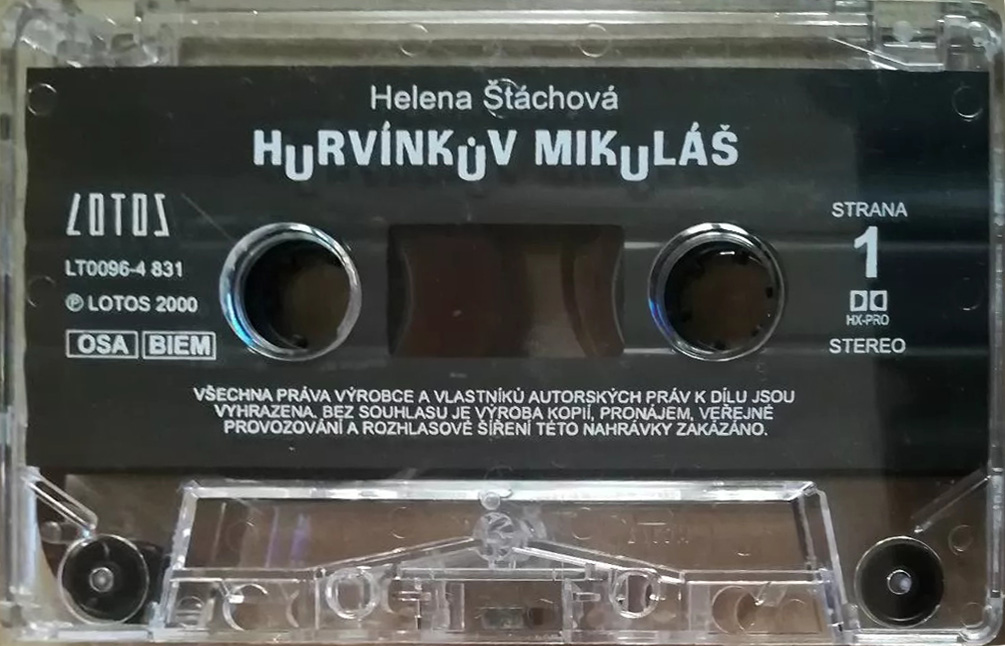 Helena Štáchová
HURVÍNKŮV MIKULÁŠ
LOTOS
LT0096-4 831
℗ LOTOS 2000
OSA BIEM
STRANA
1
HX-PRO
STEREO
VŠECHNA PRÁVA VÝROBCE A VLASTNÍKŮ AUTORSKÝCH PRÁV K DÍLU JSOU
VYHRAZENA. BEZ SOUHLASU JE VÝROBA KOPIÍ, PRONÁJEM, VEŘEJNÉ
PROVOZOVÁNÍ A ROZHLASOVÉ ŠÍŘENÍ TÉTO NAHRÁVKY ZAKÁZÁNO.